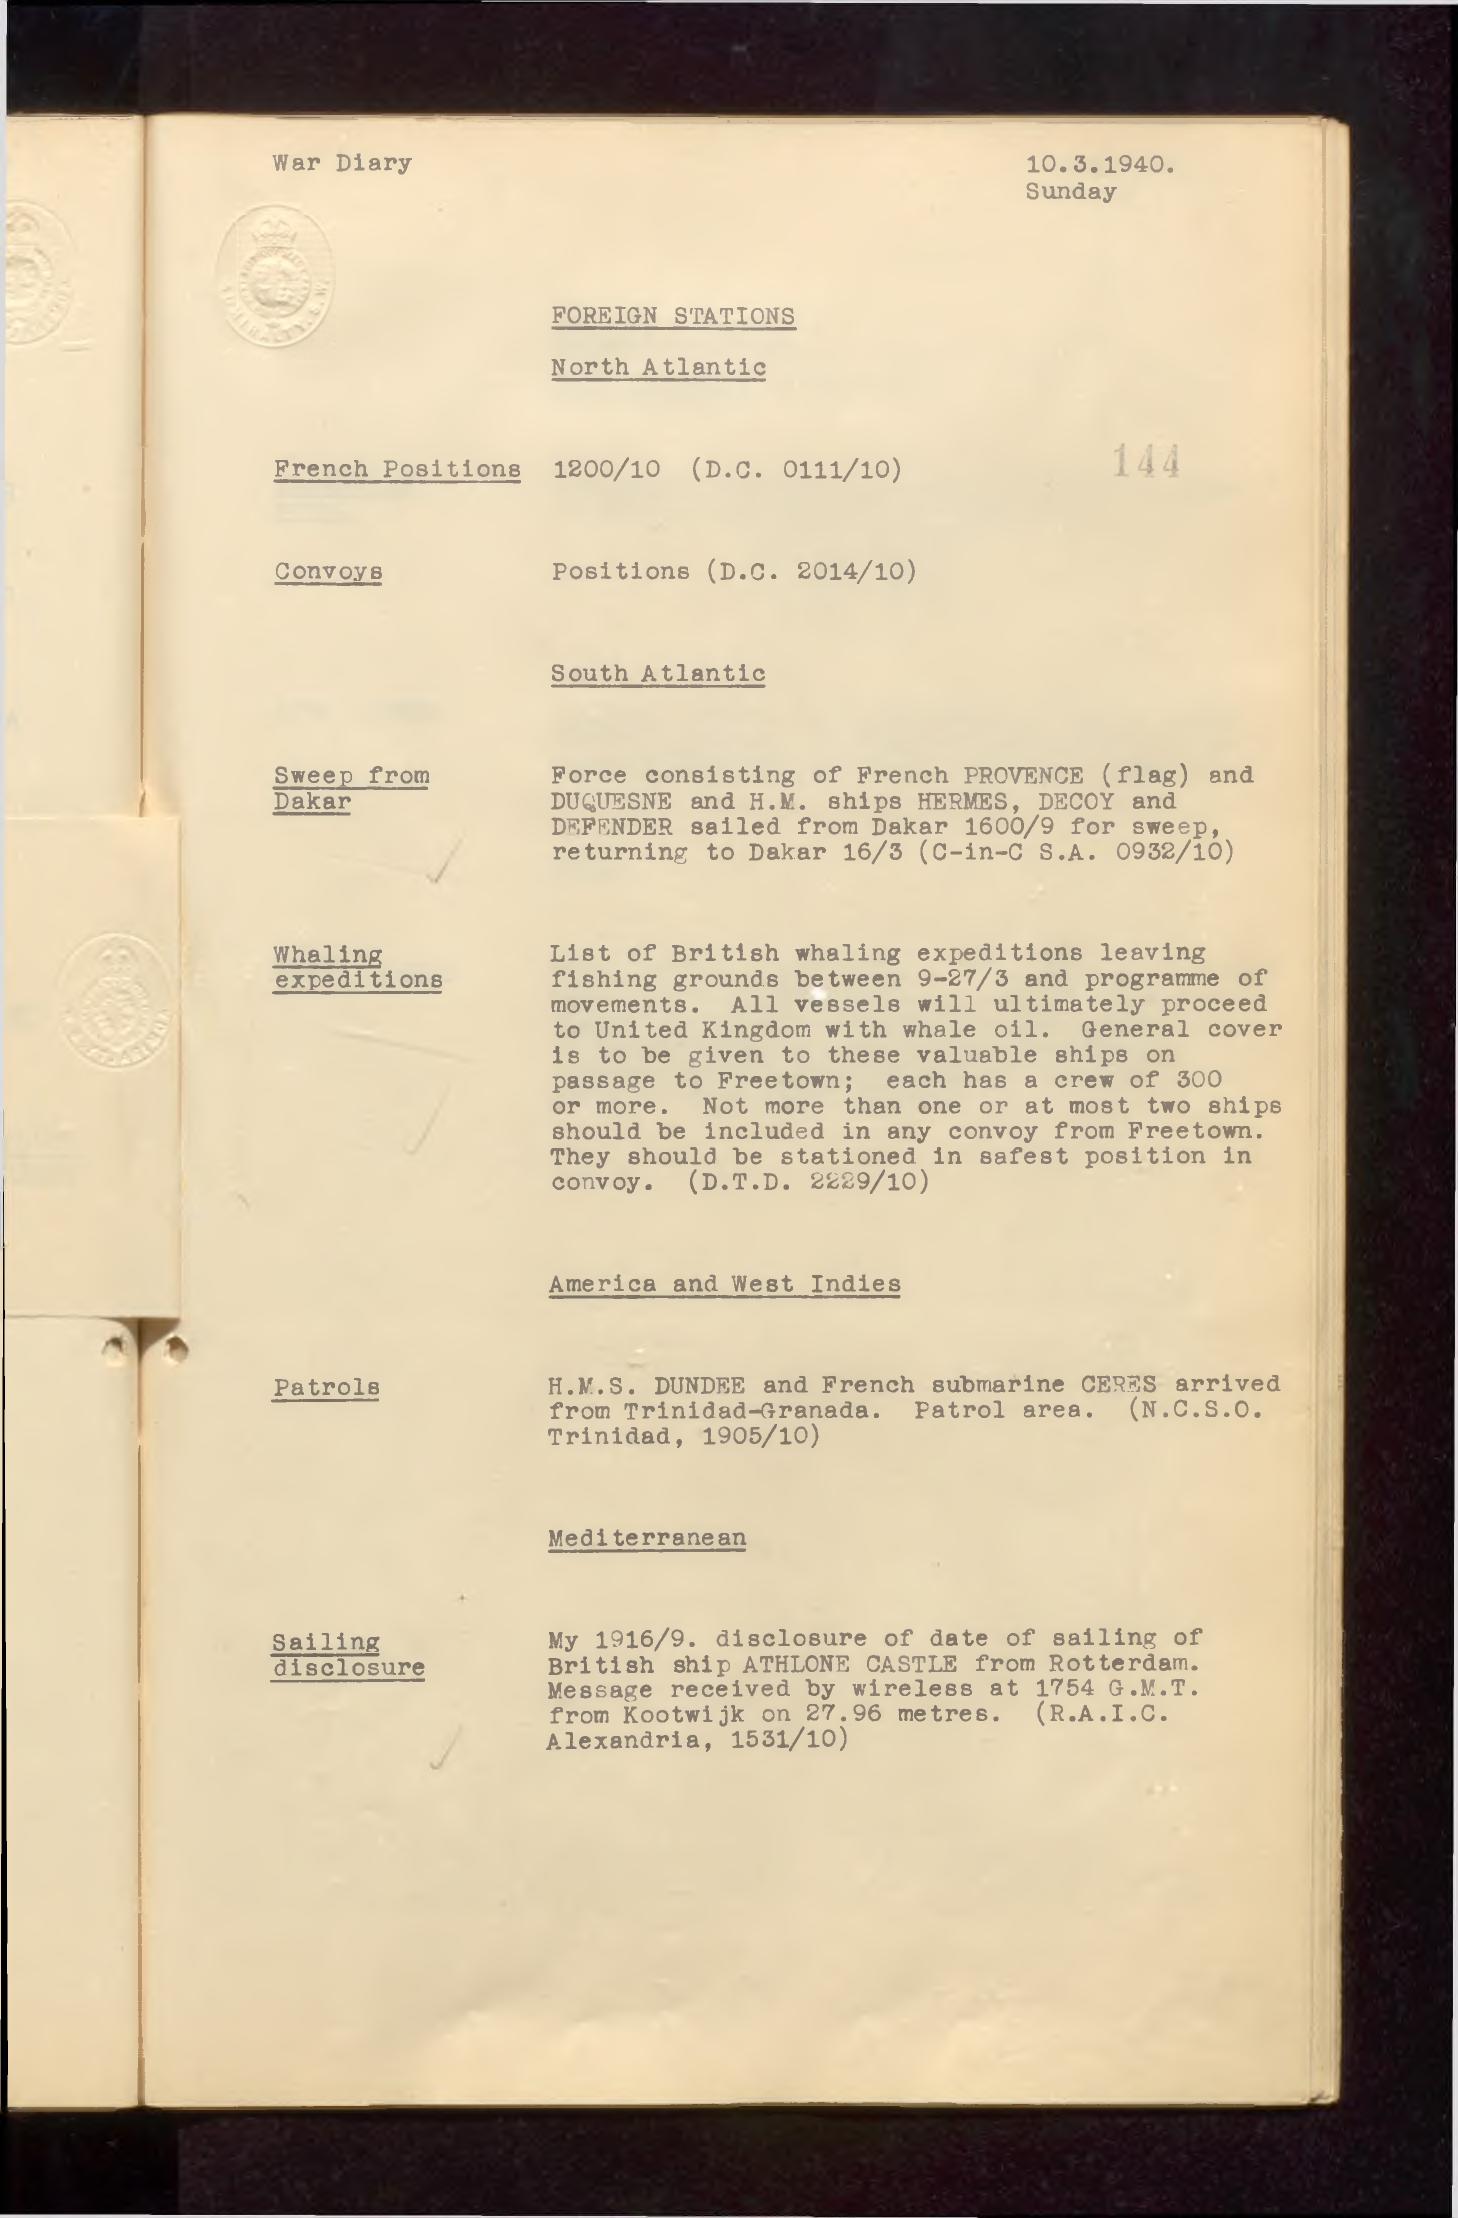 War Diary
10.3.1940.
Sunday
FOREIGN STATIONS
North Atlantic
144
French Positions 1200/10 (D.C. 0111/10)
Convoys Positions (D.C. 2014/10)
South Atlantic
Sweep from Dakar
Force consisting of French PROVENCE (flag) and
DUQUESNE and H.M. ships HERMES, DECOY and
DEFENDER sailed from Dakar 1600/9 for sweep,
returning to Dakar 16/3 (C-in-C S.A. 0932/10)
Whaling
expeditions
List of British whaling expeditions leaving
fishing grounds between 9-27/3 and programme of
movements. All vessels will ultimately proceed
to United Kingdom with whale oil. General cover
is to be given to these valuable ships on
passage to Freetown; each has a crew of 300
or more. Not more than one or at most two ships
should be included in any convoy from Freetown.
They should be stationed in safest position in
convoy. (D.T.D. 2229/10)
America and West Indies
Patrols
H.M.S. DUNDEE and French submarine CERES arrived
from Trinidad-Granada. Patrol area. (N.C.S.O.
Trinidad, 1905/10)
Mediterranean
Sailing
disclosure
My 1916/9. disclosure of date of sailing of
British ship ATHLONE CASTLE from Rotterdam.
Message received by wireless at 1754 G.M.T.
from Kootwijk on 27.96 metres. (R.A.I.C.
Alexandria, 1531/10)